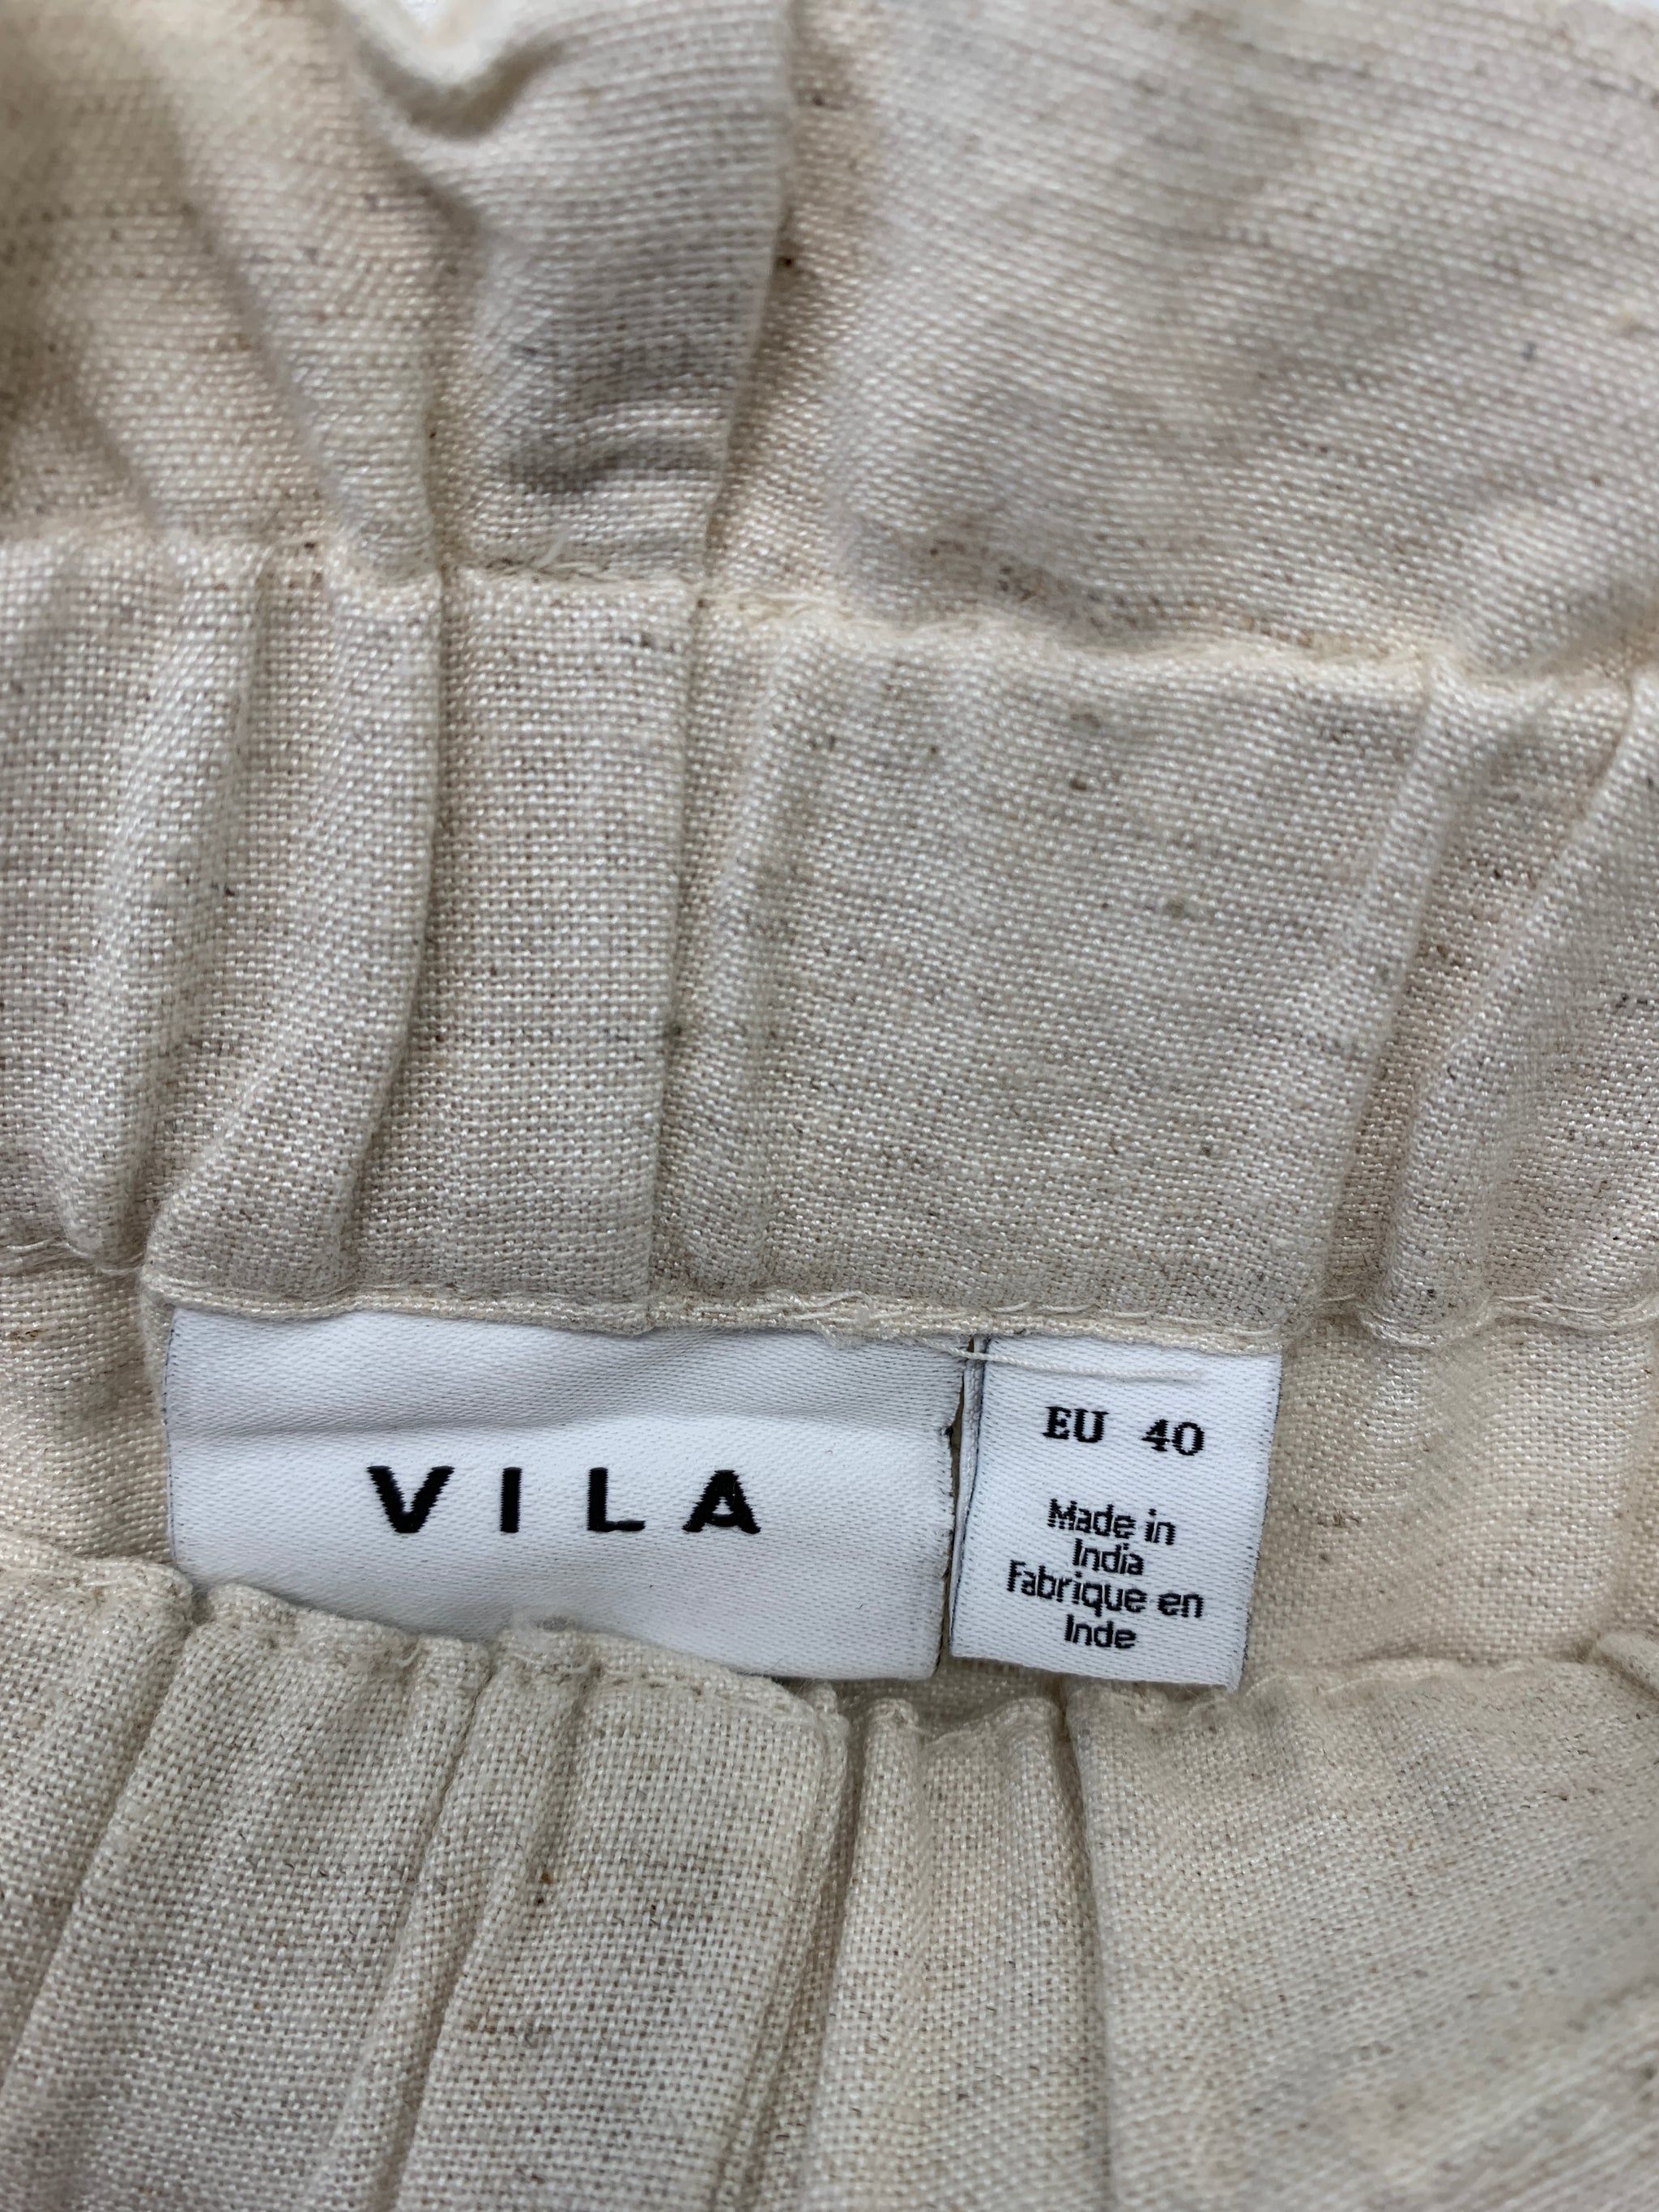 VILA
EU 40
Made in
India
Fabrique en
Inde